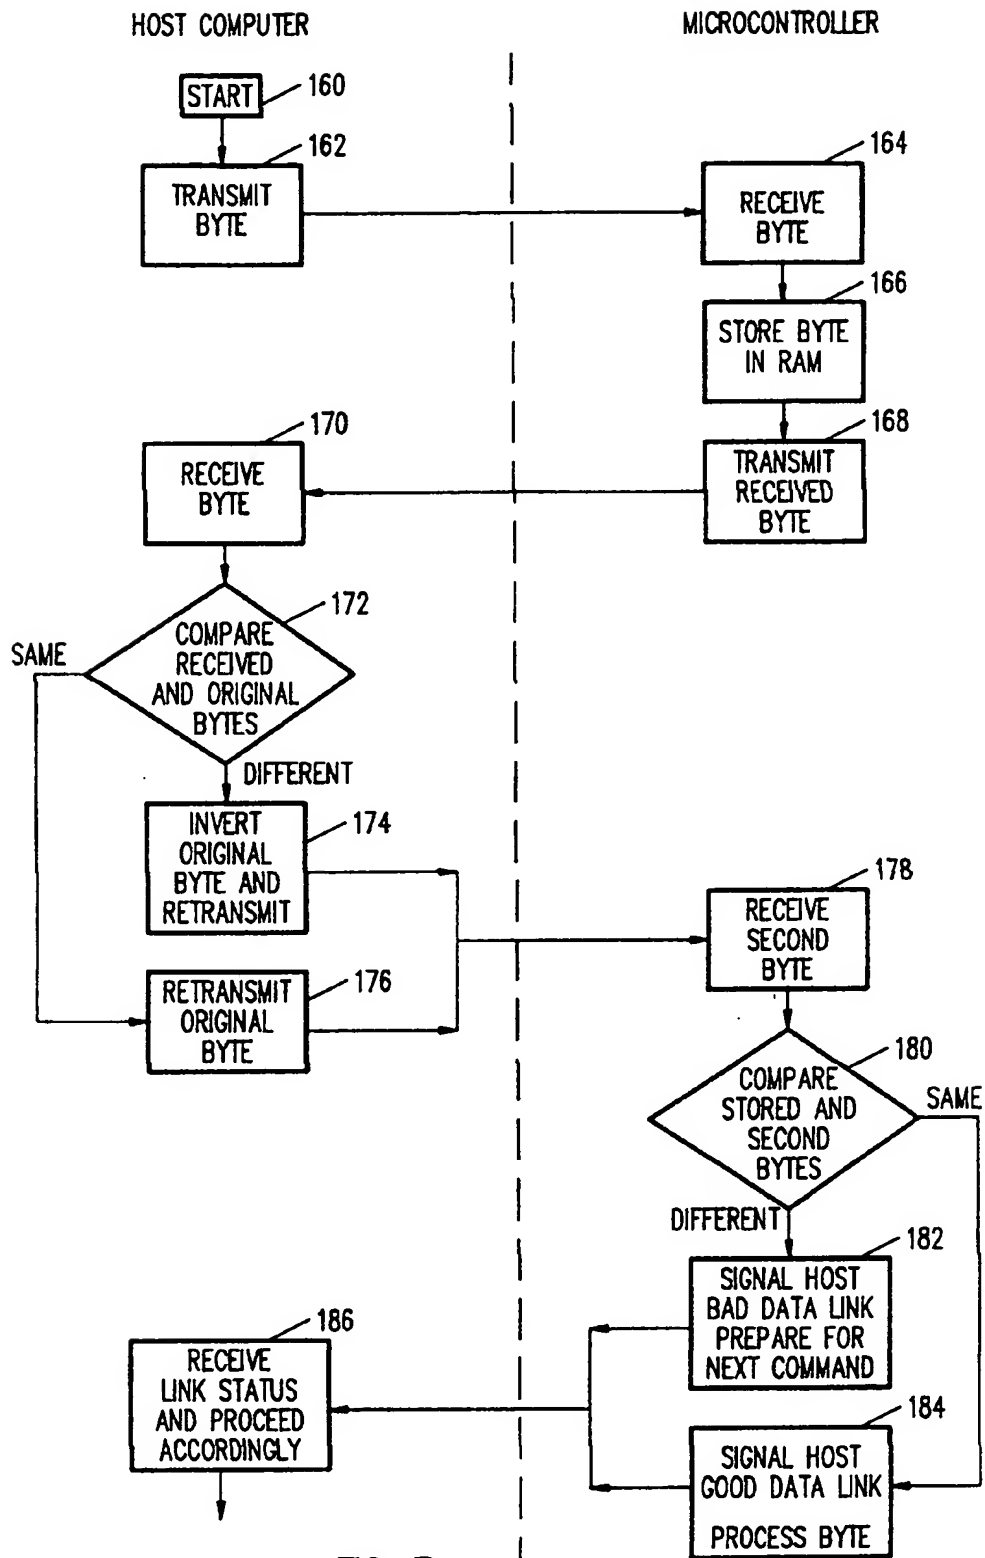 HOST COMPUTER
MICROCONTROLLER
START
160
162
TRANSMIT
BYTE
164
RECEIVE
BYTE
166
STORE BYTE
IN RAM
168
TRANSMIT
RECEIVED
BYTE
170
RECEIVE
BYTE
172
COMPARE
RECEIVED
AND ORIGINAL
BYTES
SAME
DIFFERENT
174
INVERT
ORIGINAL
BYTE AND
RETRANSMIT
176
RETRANSMIT
ORIGINAL
BYTE
178
RECEIVE
SECOND
BYTE
180
COMPARE
STORED AND
SECOND
BYTES
SAME
DIFFERENT
182
SIGNAL HOST
BAD DATA LINK
PREPARE FOR
NEXT COMMAND
184
SIGNAL HOST
GOOD DATA LINK
PROCESS BYTE
186
RECEIVE
LINK STATUS
AND PROCEED
ACCORDINGLY